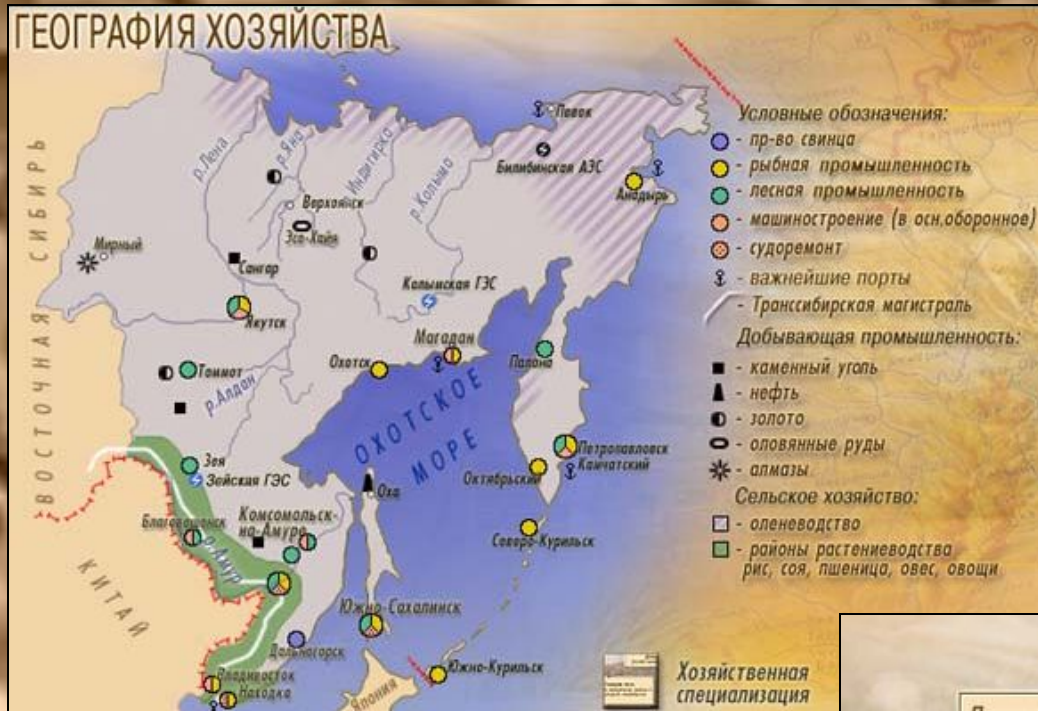 ГЕОГРАФИЯ ХОЗЯЙСТВА
ВОСТОЧНАЯ СИБИРЬ
КИТАЙ
р.Лена
р.Яна
Индигирка
р.Колыма
Певек
Билибинская АЭС
Анадырь
Верхоянск
Эсэ-Хайя
Мирный
Сангар
Колымская ГЭС
Якутск
Магадан
Охотск
Палана
Томмот
р.Алдан
ОХОТСКОЕ
МОРЕ
Петропавловск
Камчатский
Зея
Зейская ГЭС
Октябрьский
Оха
Комсомольск-
на-Амуре
Благовещенск
р.Амур
Северо-Курильск
Южно-Сахалинск
Дальногорск
Владивосток
Находка
Южно-Курильск
Япония
Условные обозначения:
- пр-во свинца
- рыбная промышленность
- лесная промышленность
- машиностроение (в осн.оборонное)
- судоремонт
- важнейшие порты
- Транссибирская магистраль
Добывающая промышленность:
- каменный уголь
- нефть
- золото
- оловянные руды
- алмазы
Сельское хозяйство:
- оленеводство
- районы растениеводства
рис, соя, пшеница, овес, овощи
Хозяйственная
специализация